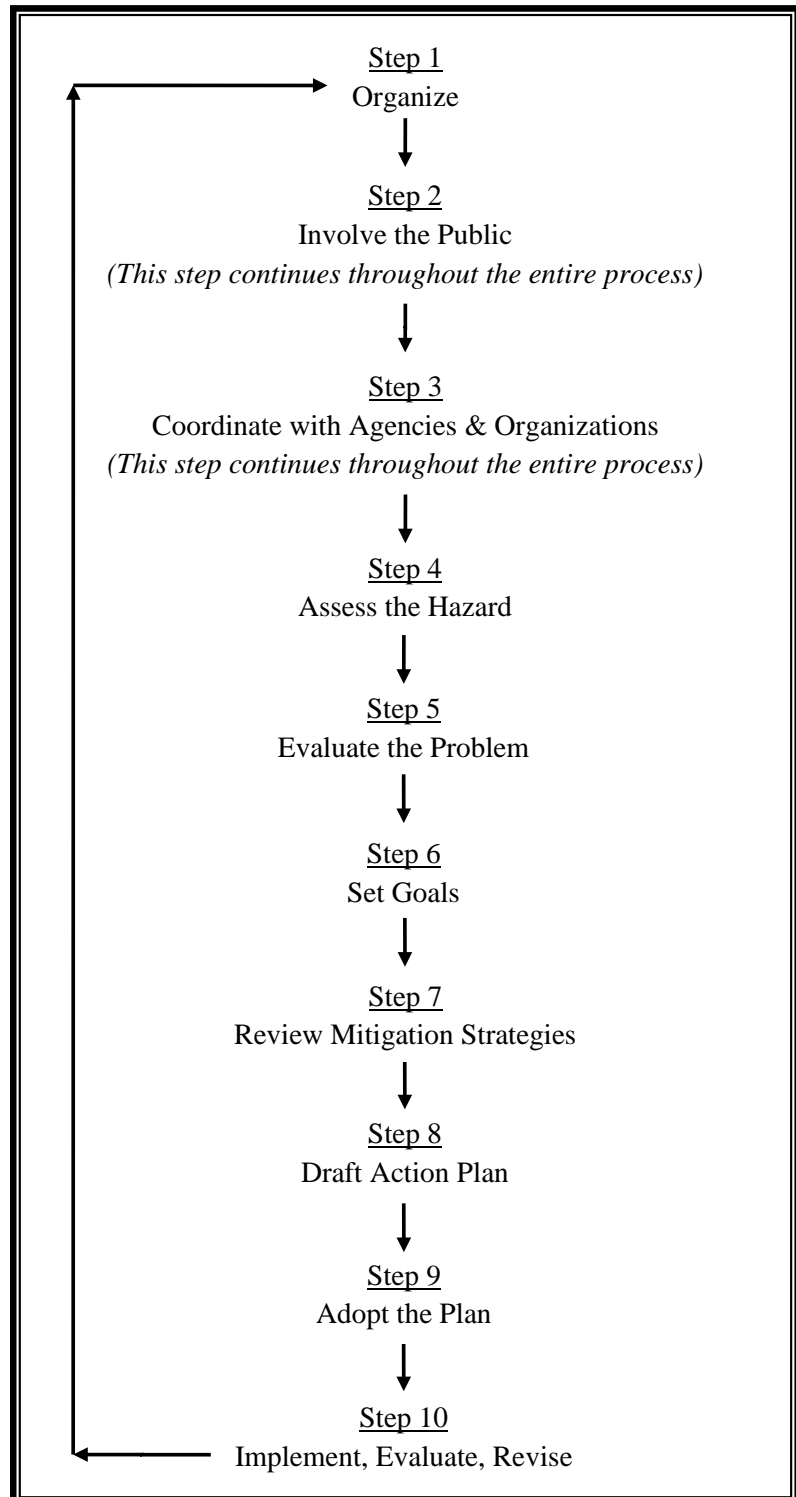 Step 1
Organize
Step 2
Involve the Public
(This step continues throughout the entire process)
Step 3
Coordinate with Agencies & Organizations
(This step continues throughout the entire process)
Step 4
Assess the Hazard
Step 5
Evaluate the Problem
Step 6
Set Goals
Step 7
Review Mitigation Strategies
Step 8
Draft Action Plan
Step 9
Adopt the Plan
Step 10
Implement, Evaluate, Revise